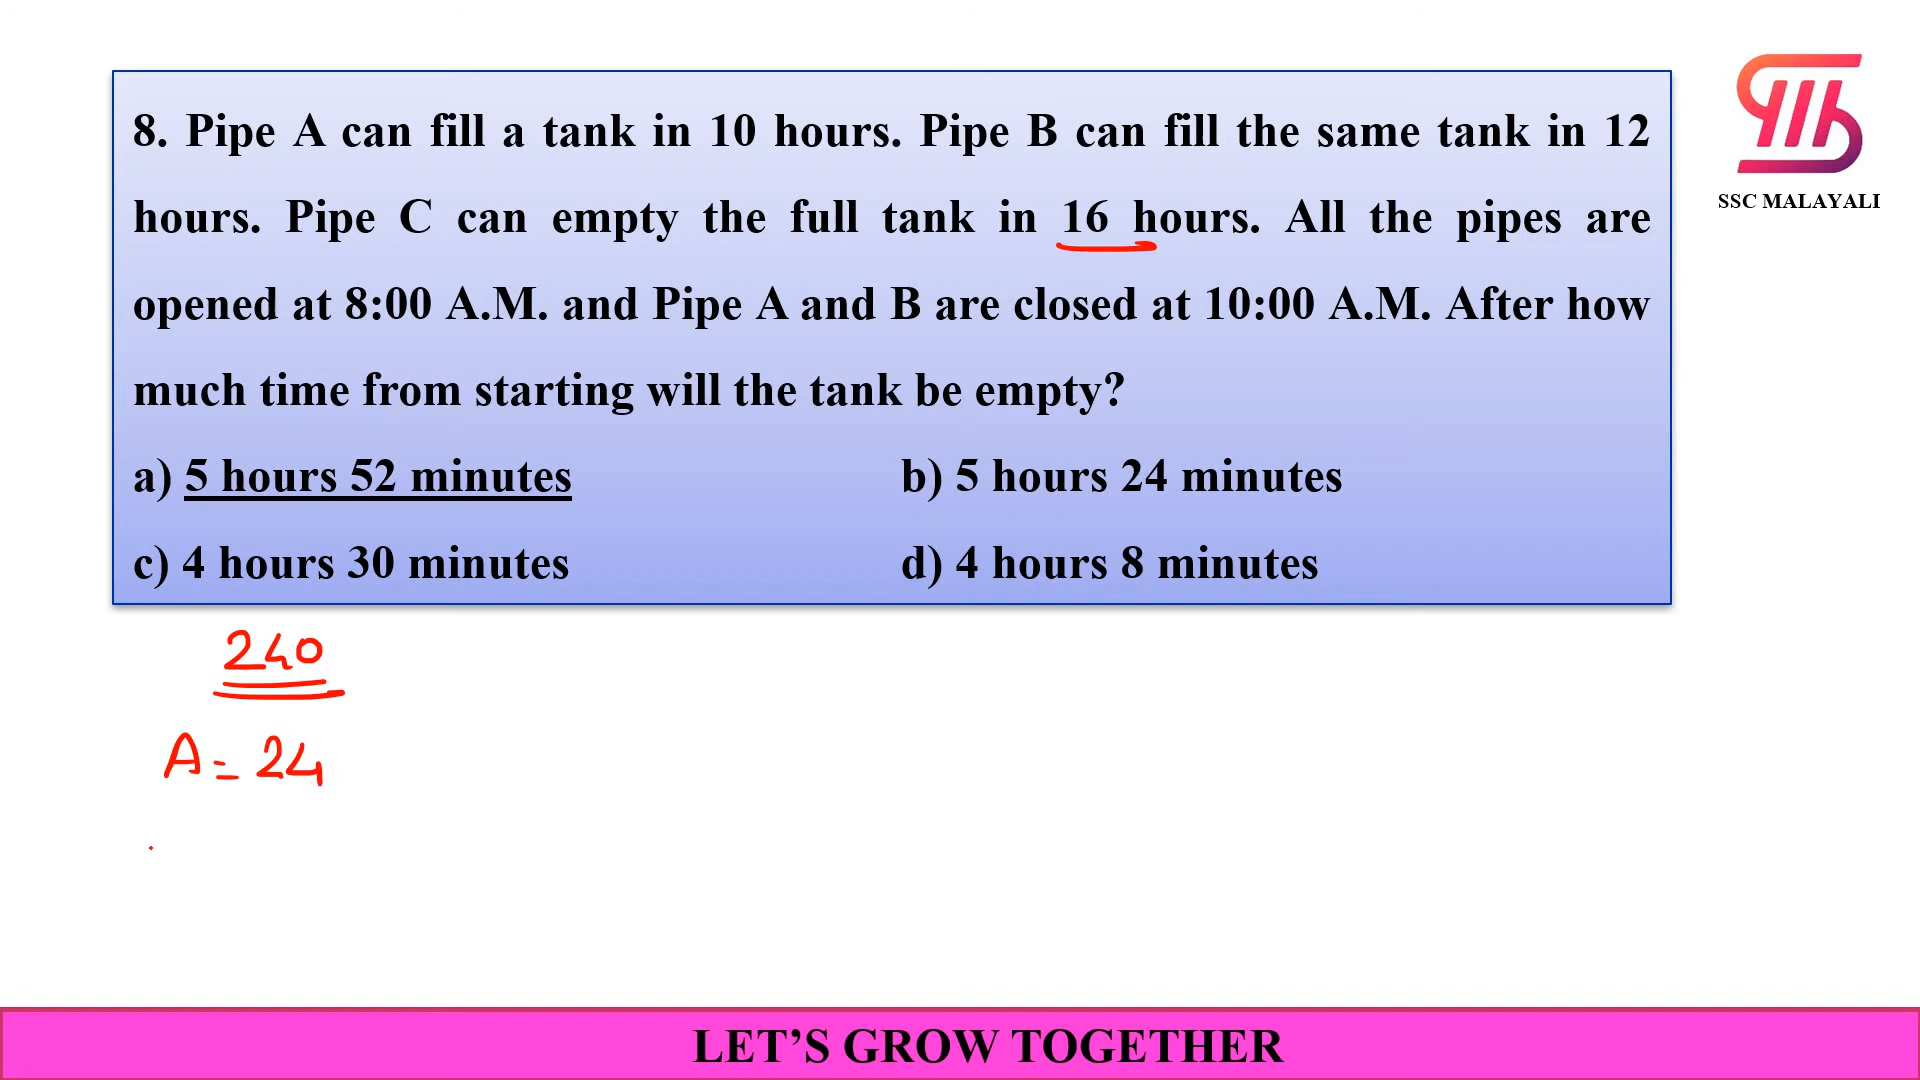 8. Pipe A can fill a tank in 10 hours. Pipe B can fill the same tank in 12
hours. Pipe C can empty the full tank in 16 hours. All the pipes are
opened at 8:00 A.M. and Pipe A and B are closed at 10:00 A.M. After how
much time from starting will the tank be empty?
a) 5 hours 52 minutes b) 5 hours 24 minutes
c) 4 hours 30 minutes d) 4 hours 8 minutes
SSC MALAYALI
240
A = 24
LET’S GROW TOGETHER